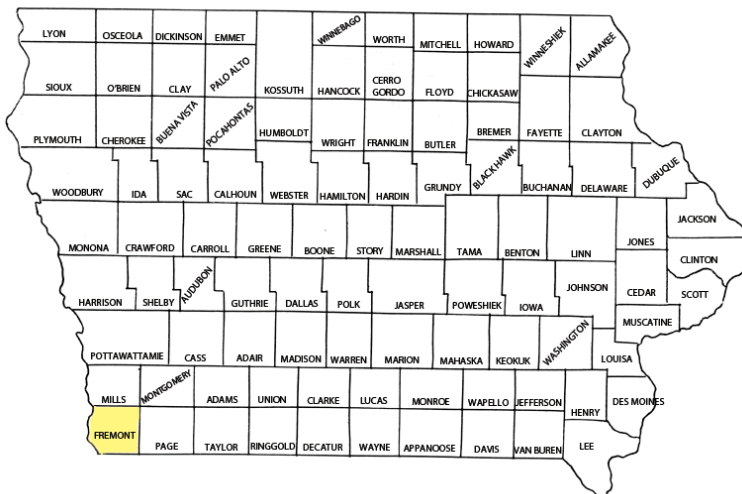 LYON OSCEOLA DICKINSON EMMET WINNEBAGO WORTH MITCHELL HOWARD WINNESHIEK ALLAMAKEE
SIOUX O'BRIEN CLAY PALO ALTO KOSSUTH HANCOCK CERRO GORDO FLOYD CHICKASAW
PLYMOUTH CHEROKEE BUENA VISTA POCAHONTAS HUMBOLDT WRIGHT FRANKLIN BUTLER BREMER FAYETTE CLAYTON
WOODBURY IDA SAC CALHOUN WEBSTER HAMILTON HARDIN GRUNDY BLACK HAWK BUCHANAN DELAWARE DUBUQUE
MONONA CRAWFORD CARROLL GREENE BOONE STORY MARSHALL TAMA BENTON LINN JONES JACKSON
CLINTON
HARRISON SHELBY AUDUBON GUTHRIE DALLAS POLK JASPER POWESHIEK IOWA JOHNSON CEDAR SCOTT
MUSCATINE
POTTAWATTAMIE CASS ADAIR MADISON WARREN MARION MAHASKA KEOKUK WASHINGTON LOUISA
MILLS MONTGOMERY ADAMS UNION CLARKE LUCAS MONROE WAPELLO JEFFERSON HENRY DES MOINES
FREMONT PAGE TAYLOR RINGGOLD DECATUR WAYNE APPANOOSE DAVIS VAN BUREN LEE